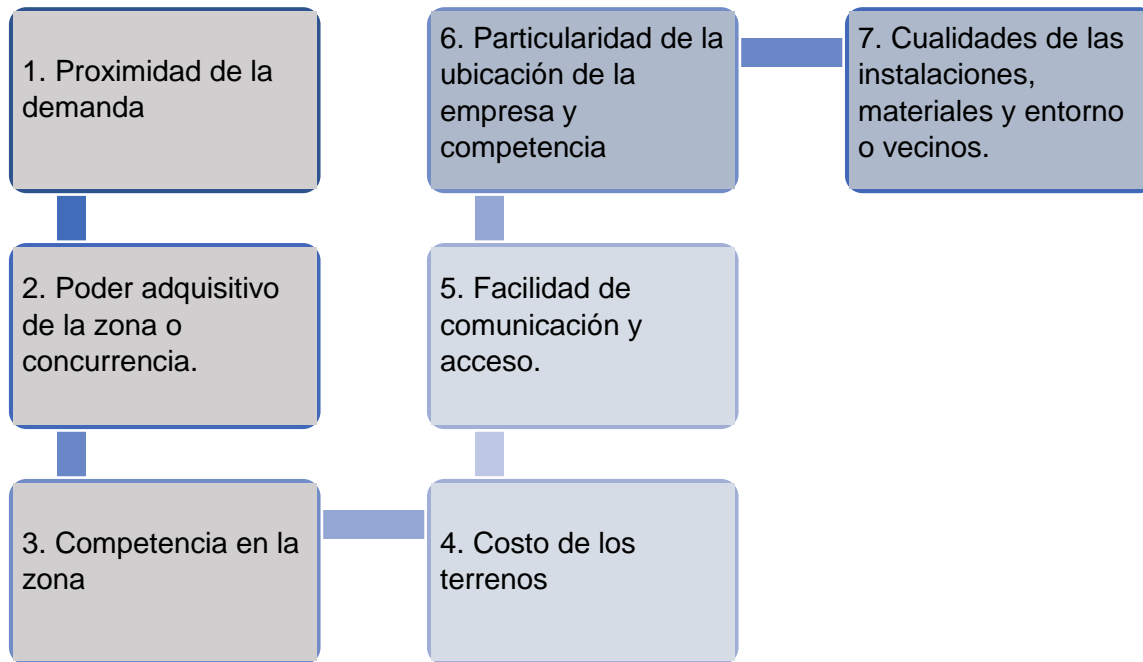 1. Proximidad de la
demanda
2. Poder adquisitivo
de la zona o
concurrencia.
3. Competencia en la
zona
4. Costo de los
terrenos
5. Facilidad de
comunicación y
acceso.
6. Particularidad de la
ubicación de la
empresa y
competencia
7. Cualidades de las
instalaciones,
materiales y entorno
o vecinos.